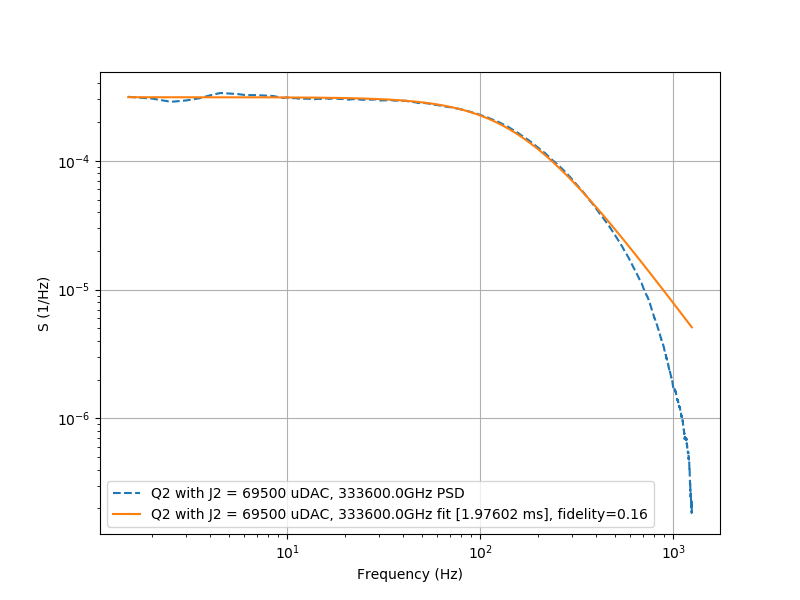 S (1/Hz)
10⁻⁴
10⁻⁵
10⁻⁶
Q2 with J2 = 69500 uDAC, 333600.0GHz PSD
Q2 with J2 = 69500 uDAC, 333600.0GHz fit [1.97602 ms], fidelity=0.16
10¹ 10² 10³
Frequency (Hz)